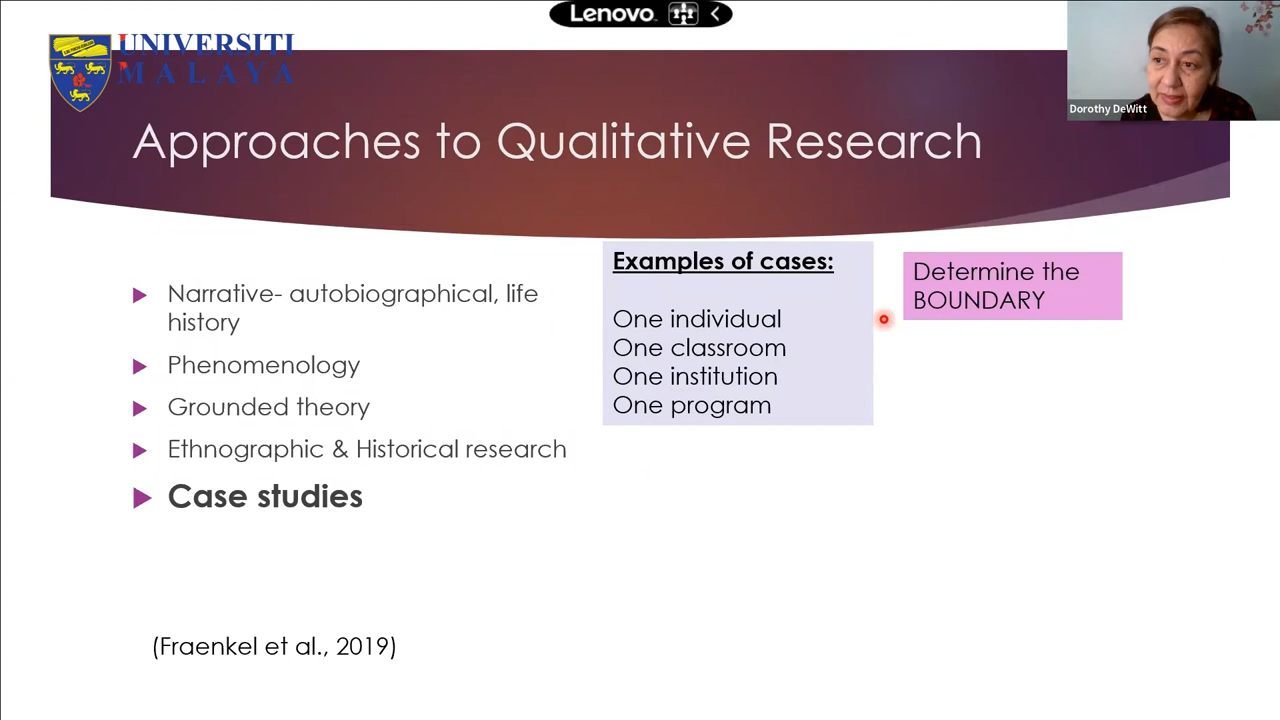 Lenovo
UNIVERSITI
MALAYA
Dorothy DeWitt
Approaches to Qualitative Research
Narrative- autobiographical, life
history
Phenomenology
Grounded theory
Ethnographic & Historical research
Case studies
Examples of cases:
One individual
One classroom
One institution
One program
Determine the
BOUNDARY
(Fraenkel et al., 2019)